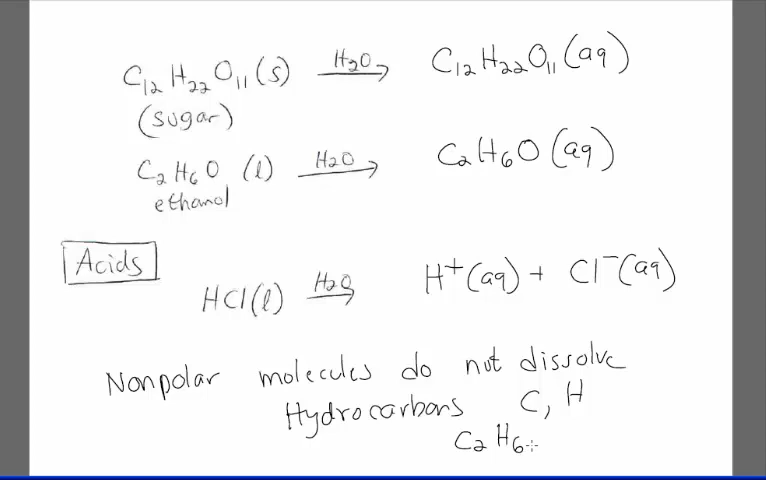 C₁₂H₂₂O₁₁(s) H₂O → C₁₂H₂₂O₁₁(aq)
(sugar)
C₂H₆O (l) H₂O → C₂H₆O(aq)
ethanol
Acids
HCl(l) H₂O → H⁺(aq) + Cl⁻(aq)
Nonpolar molecules do not dissolve
Hydrocarbons C, H
C₂H₆